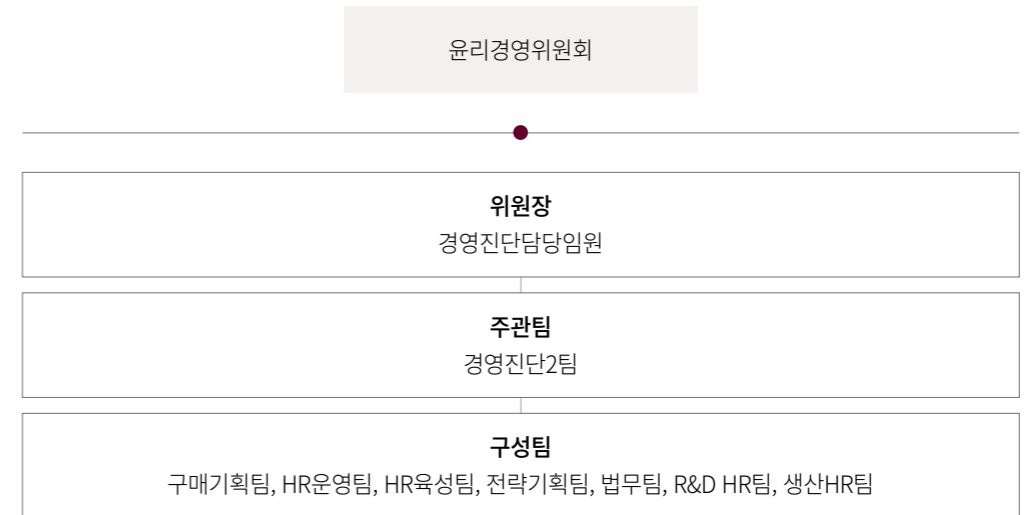 윤리경영위원회
위원장
경영진단담당임원
주관팀
경영진단2팀
구성팀
구매기획팀, HR운영팀, HR육성팀, 전략기획팀, 법무팀, R&D HR팀, 생산HR팀